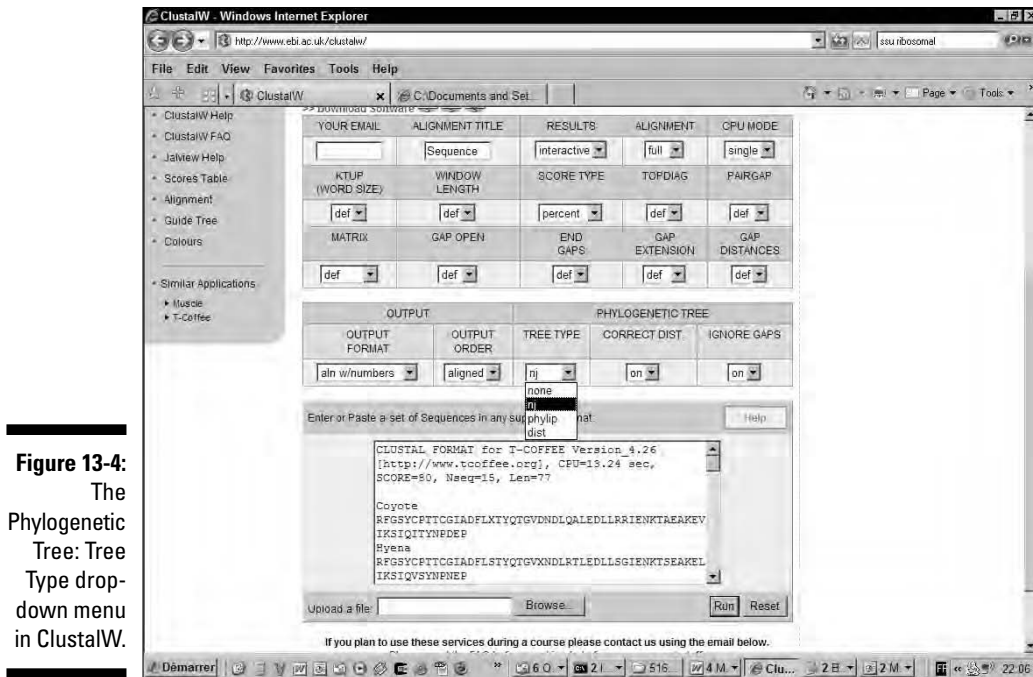 ClustalW - Windows Internet Explorer
http://www.ebi.ac.uk/clustalw/
ssu ribosomal
File Edit View Favorites Tools Help
ClustalW
C:\Documents and Set...
Page
Tools
>> Download Software
ClustalW Help
ClustalW FAQ
Jalview Help
Scores Table
Alignment
Guide Tree
Colours
Similar Applications
Muscle
T-Coffee
YOUR EMAIL ALIGNMENT TITLE RESULTS ALIGNMENT CPU MODE
Sequence interactive full single
KTUP (WORD SIZE) WINDOW LENGTH SCORE TYPE TOPDIAG PAIRGAP
def def percent def def
MATRIX GAP OPEN END GAPS GAP EXTENSION GAP DISTANCES
def def def def def
OUTPUT PHYLOGENETIC TREE
OUTPUT FORMAT OUTPUT ORDER TREE TYPE CORRECT DIST. IGNORE GAPS
aln w/numbers aligned nj on on
none
nj
phylip
dist
Enter or Paste a set of Sequences in any
Help
CLUSTAL FORMAT for T-COFFEE Version_4.26
[http://www.tcoffee.org], CPU=13.24 sec,
SCORE=80, Nseq=15, Len=77
Coyote
RFGSYCPTTCGIADFLXTYQTGVDNDLQALEDLLRRIENKTAEAKEV
IKSIQITYNPDEP
Hyena
RFGSYCPTTCGIADFLSTYQTGVXNDLRTLEDLLSGIENKTSEAKEL
IKSIQVSYNPNEP
Upload a file: Browse... Run Reset
If you plan to use these services during a course please contact us using the email below.
Démarrer
6 O
2 I
516
4 M
Clu...
2 B
2 M
FR
22:06
Figure 13-4:
The
Phylogenetic
Tree: Tree
Type drop-
down menu
in ClustalW.